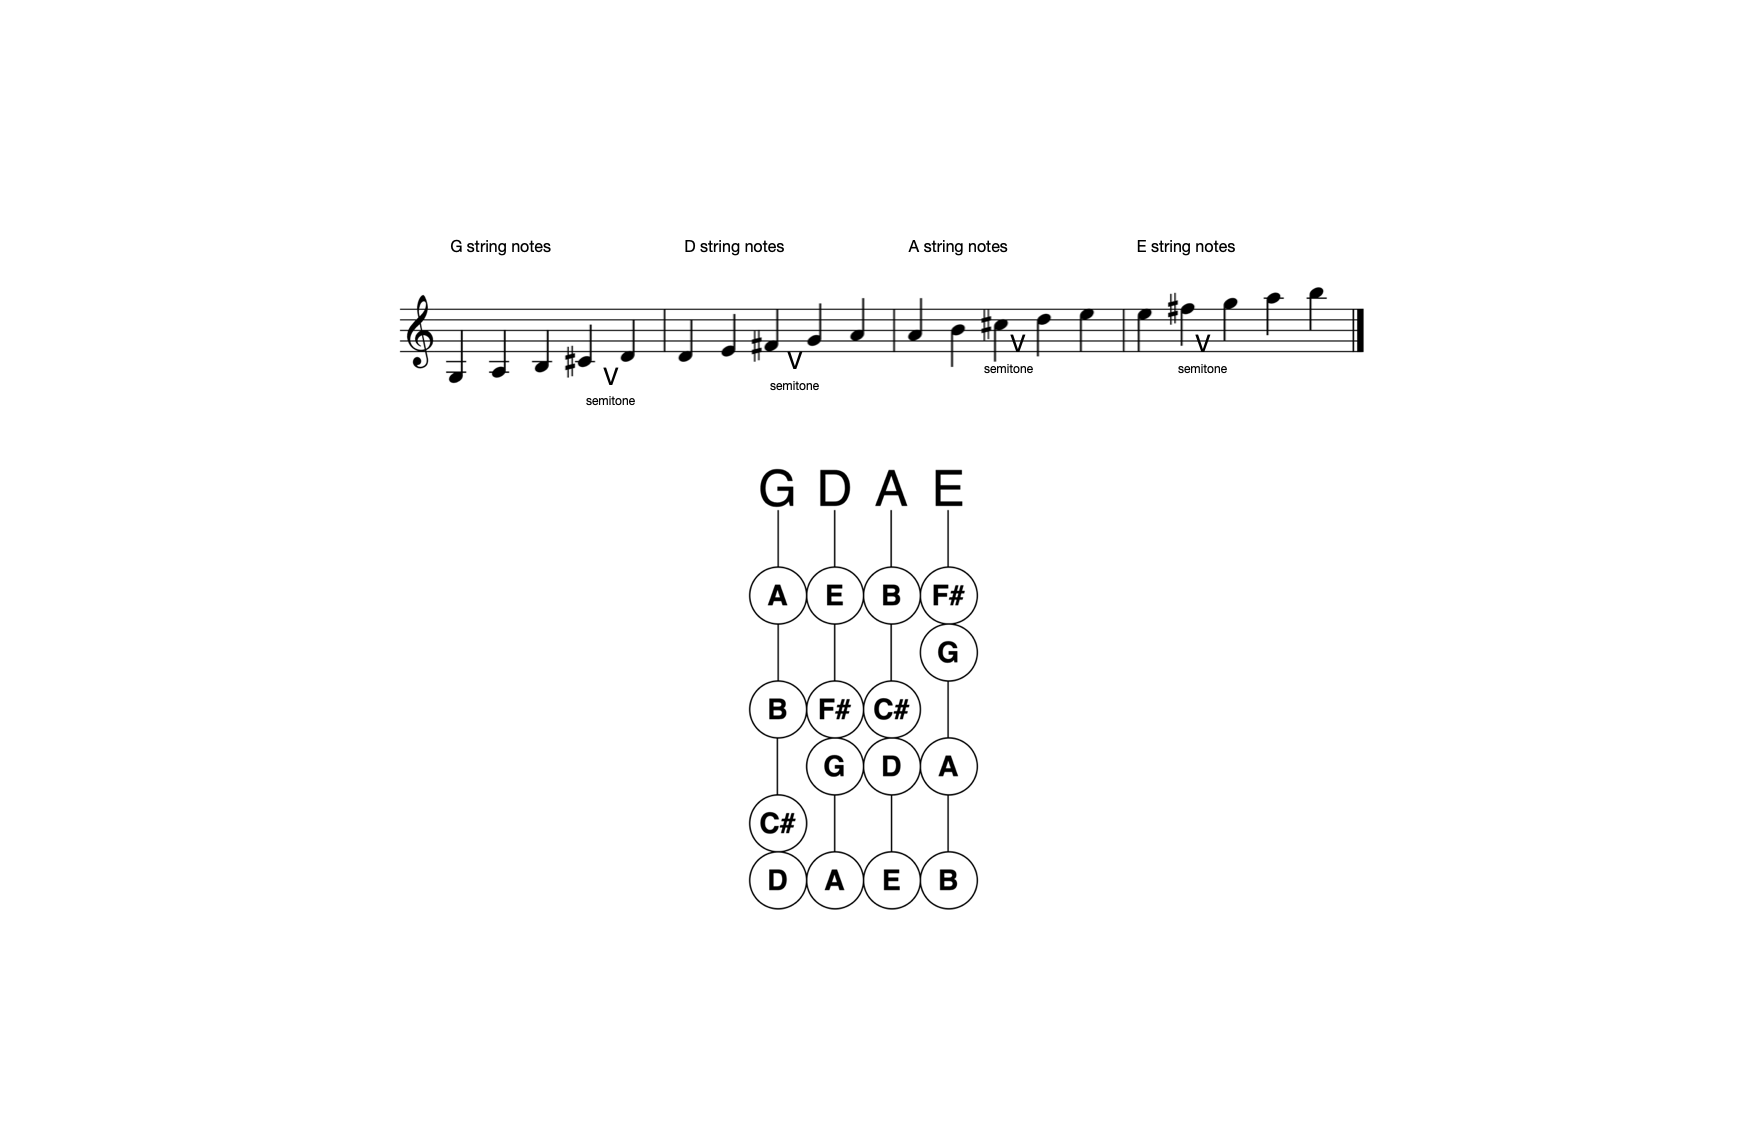 G string notes D string notes A string notes E string notes
V V V V
semitone semitone semitone semitone
G D A E
A E B F#
G
B F# C#
G D A
C#
D A E B